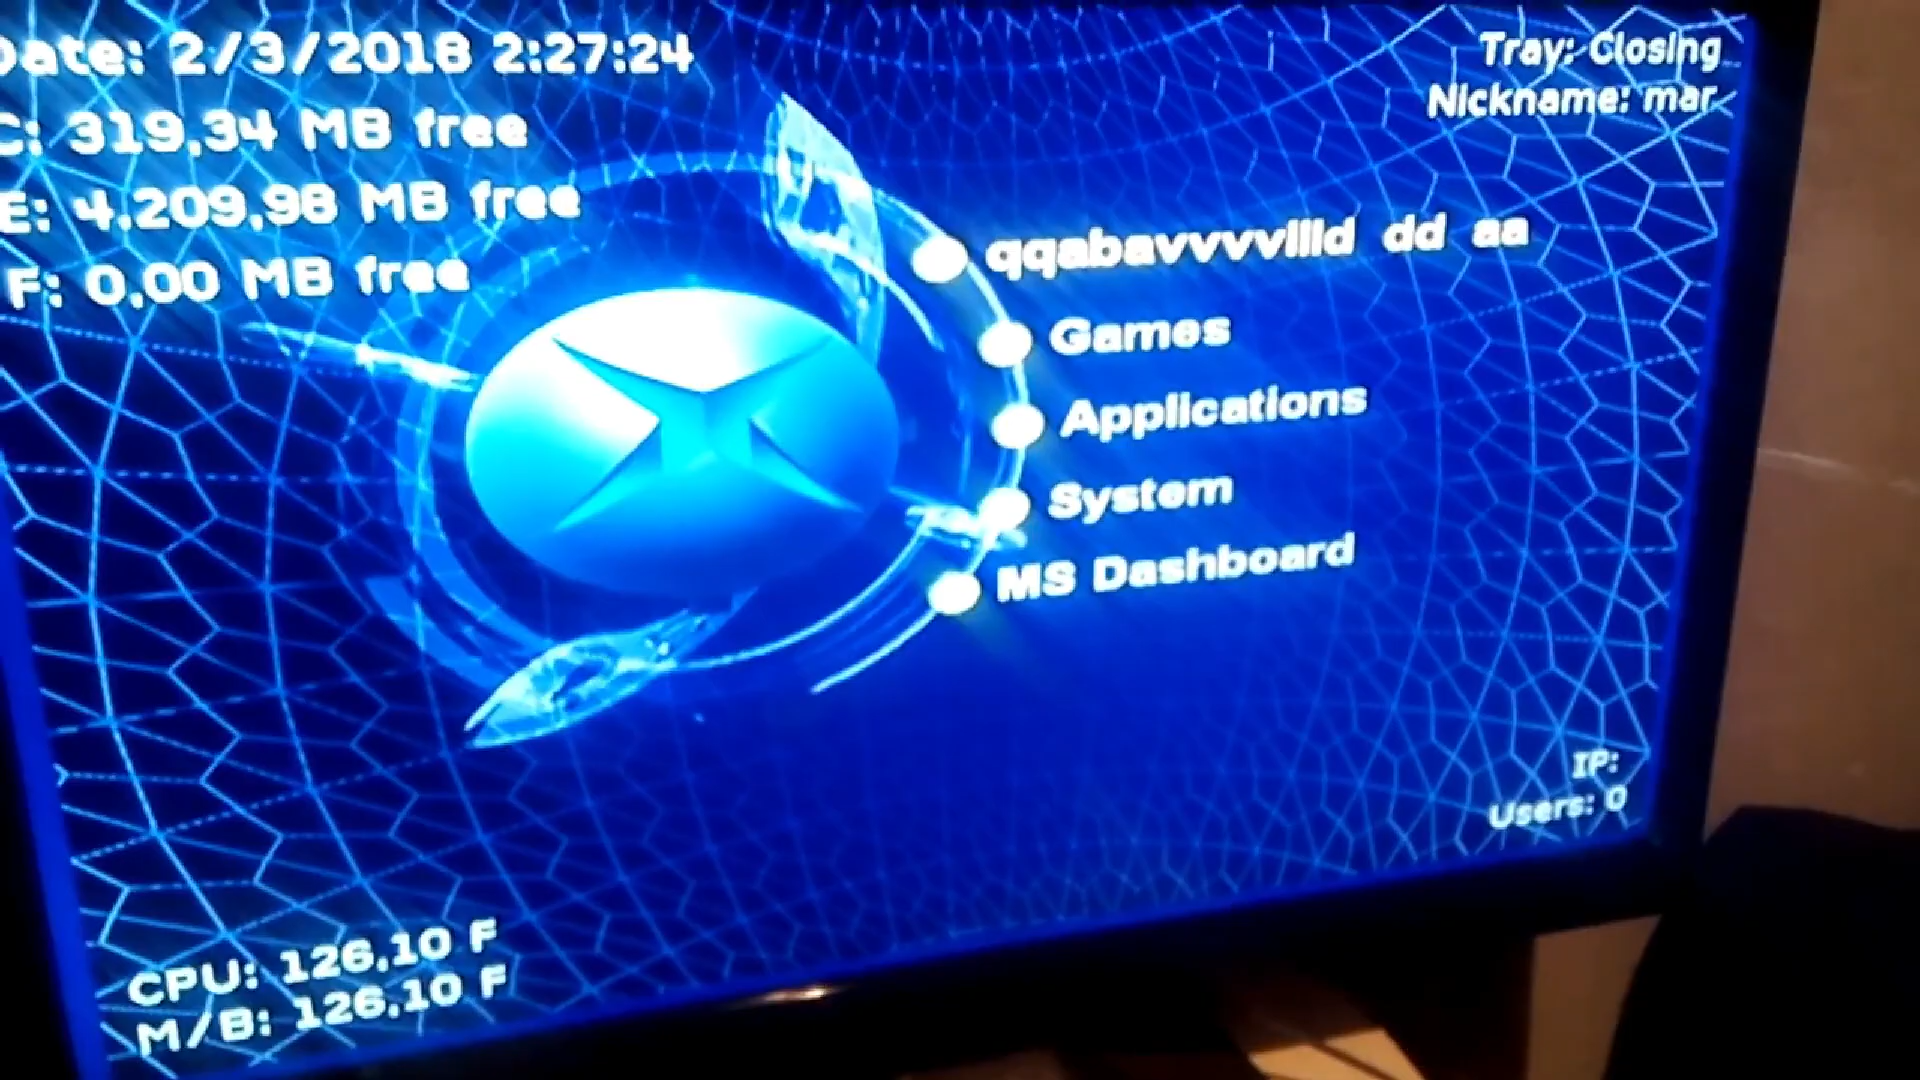 Date: 2/3/2018 2:27:24
C: 319,34 MB free
E: 4.209,98 MB free
F: 0,00 MB free
Tray: Closing
Nickname: mar
qqabavvvvllld dd aa
Games
Applications
System
MS Dashboard
IP:
Users: 0
CPU: 126,10 F
M/B: 126,10 F